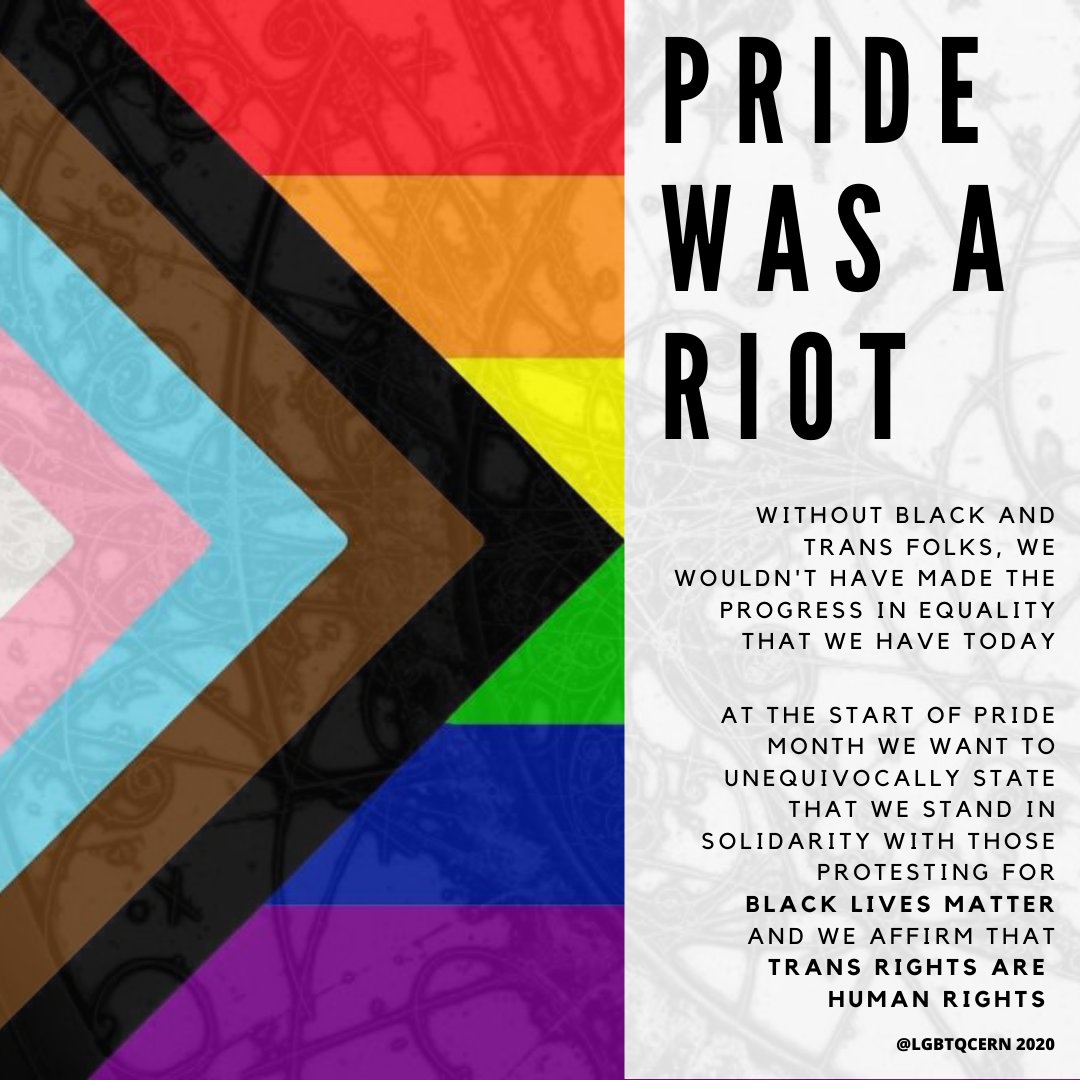 PRIDE
WAS A
RIOT
WITHOUT BLACK AND
TRANS FOLKS, WE
WOULDN'T HAVE MADE THE
PROGRESS IN EQUALITY
THAT WE HAVE TODAY
AT THE START OF PRIDE
MONTH WE WANT TO
UNEQUIVOCALLY STATE
THAT WE STAND IN
SOLIDARITY WITH THOSE
PROTESTING FOR
BLACK LIVES MATTER
AND WE AFFIRM THAT
TRANS RIGHTS ARE
HUMAN RIGHTS
@LGBTQCERN 2020